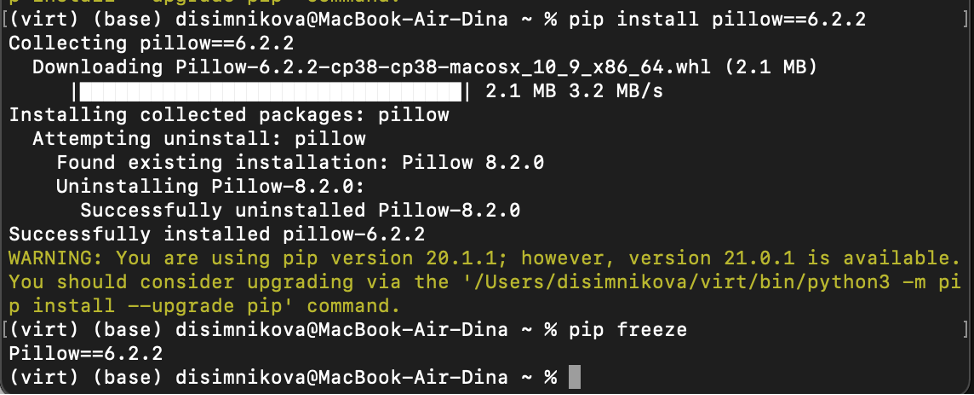 p install --upgrade pip' command.
[(virt) (base) disimnikova@MacBook-Air-Dina ~ % pip install pillow==6.2.2 ]
Collecting pillow==6.2.2
Downloading Pillow-6.2.2-cp38-cp38-macosx_10_9_x86_64.whl (2.1 MB)
|████████████████████████████████| 2.1 MB 3.2 MB/s
Installing collected packages: pillow
Attempting uninstall: pillow
Found existing installation: Pillow 8.2.0
Uninstalling Pillow-8.2.0:
Successfully uninstalled Pillow-8.2.0
Successfully installed pillow-6.2.2
WARNING: You are using pip version 20.1.1; however, version 21.0.1 is available.
You should consider upgrading via the '/Users/disimnikova/virt/bin/python3 -m pi
p install --upgrade pip' command.
[(virt) (base) disimnikova@MacBook-Air-Dina ~ % pip freeze ]
Pillow==6.2.2
(virt) (base) disimnikova@MacBook-Air-Dina ~ %